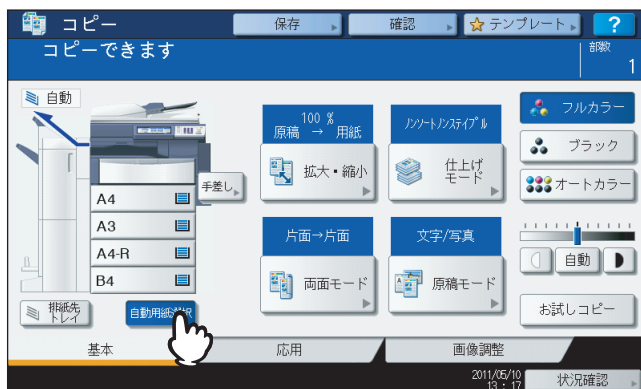 コピー
保存
確認
テンプレート
?
コピーできます
部数
1
自動
100 %
原稿 → 用紙
ノンソートノンステイプル
フルカラー
拡大・縮小
仕上げ
モード
ブラック
オートカラー
手差し
A4
A3
A4-R
B4
片面→片面
文字/写真
両面モード
原稿モード
自動
排紙先
トレイ
自動用紙選択
お試しコピー
基本
応用
画像調整
2011/05/10
13 : 17
状況確認